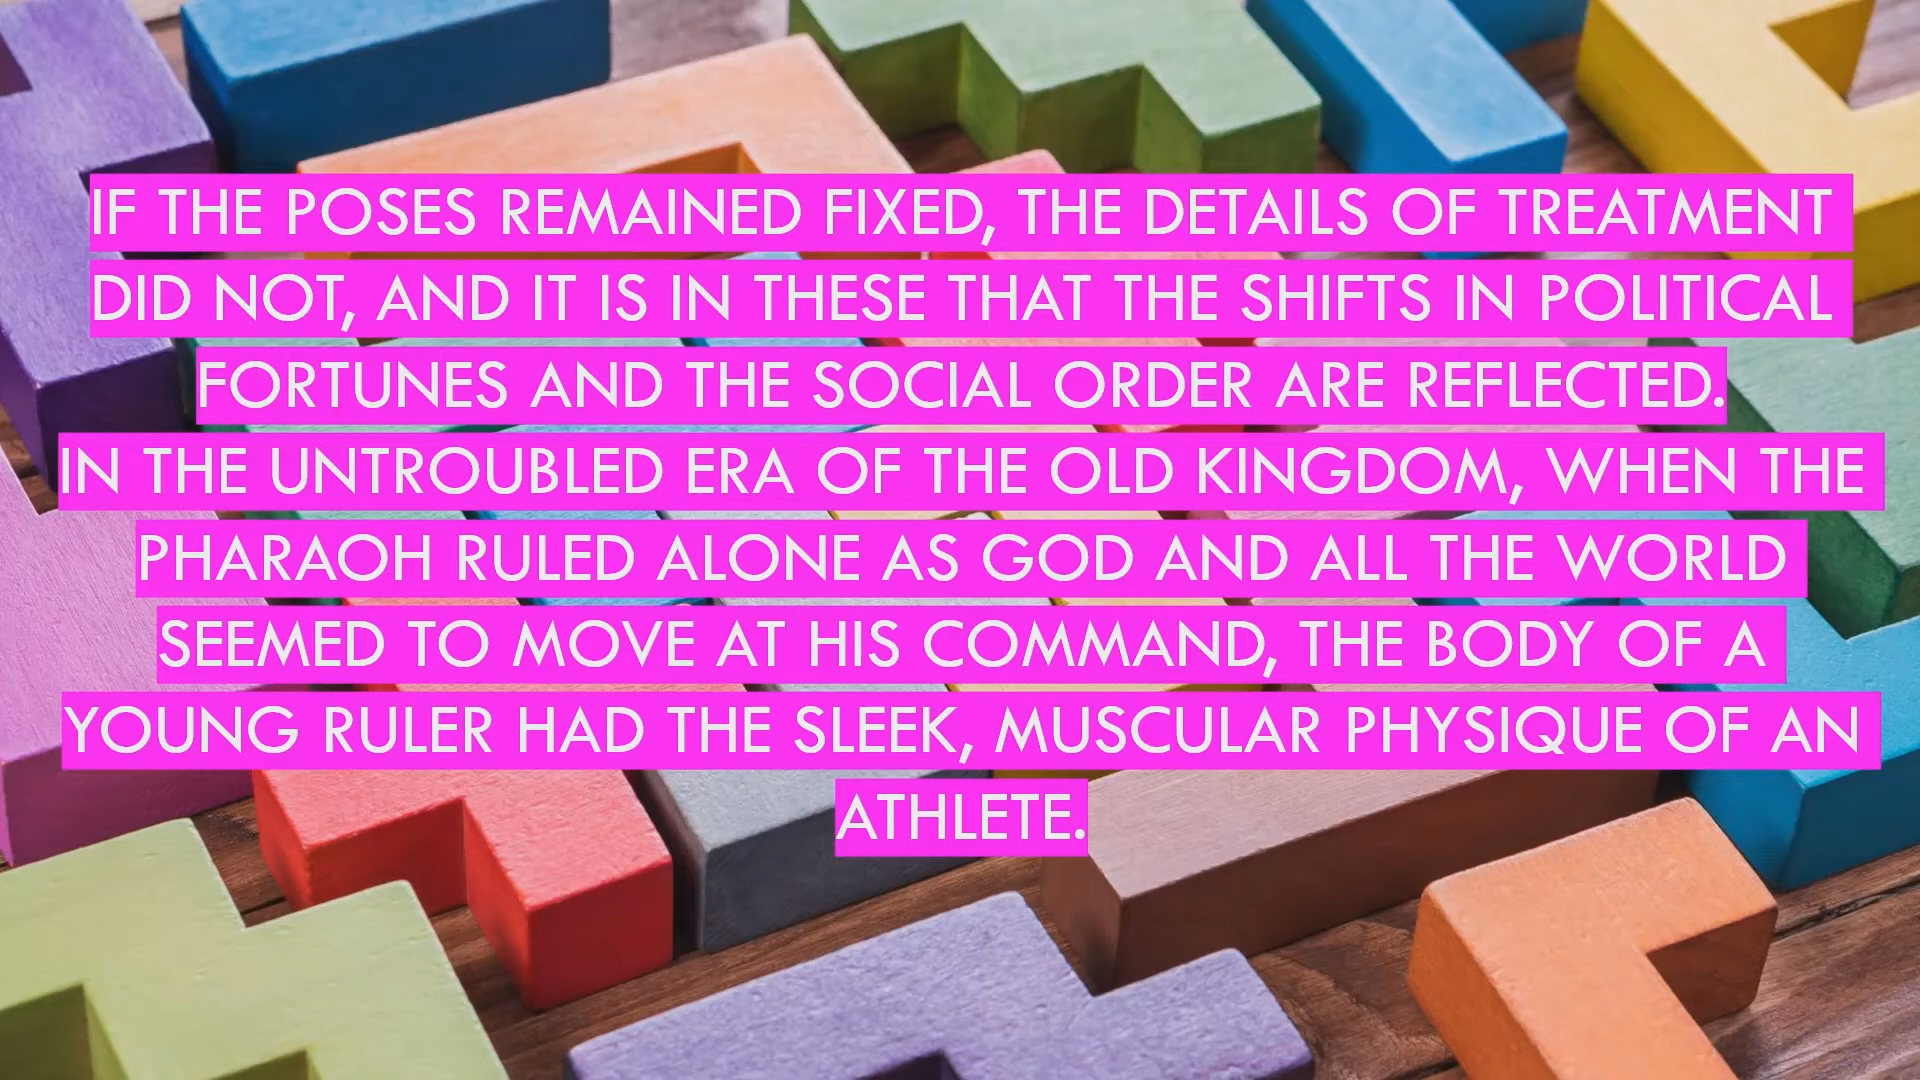 IF THE POSES REMAINED FIXED, THE DETAILS OF TREATMENT
DID NOT, AND IT IS IN THESE THAT THE SHIFTS IN POLITICAL
FORTUNES AND THE SOCIAL ORDER ARE REFLECTED.
IN THE UNTROUBLED ERA OF THE OLD KINGDOM, WHEN THE
PHARAOH RULED ALONE AS GOD AND ALL THE WORLD
SEEMED TO MOVE AT HIS COMMAND, THE BODY OF A
YOUNG RULER HAD THE SLEEK, MUSCULAR PHYSIQUE OF AN
ATHLETE.